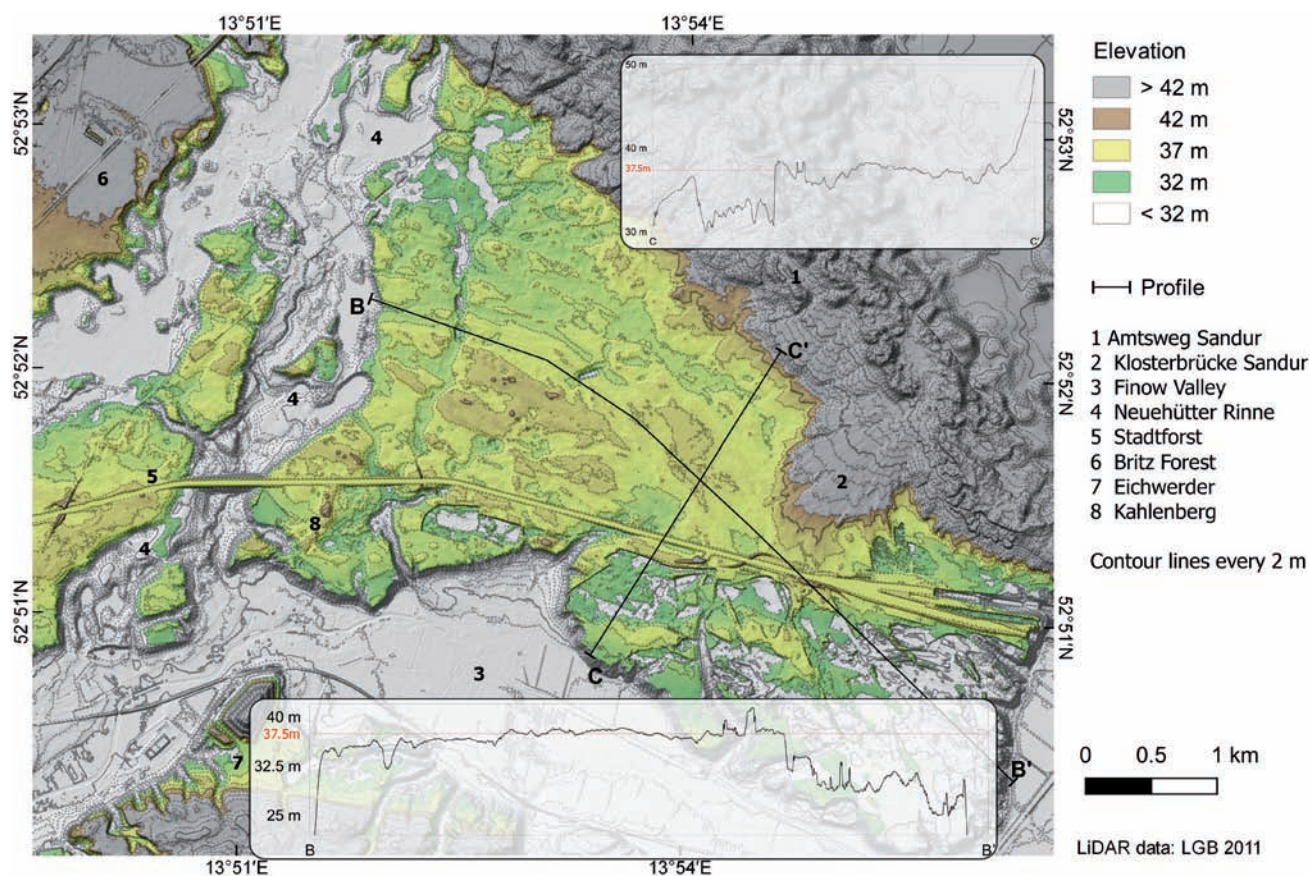 13°51'E
13°54'E
52°53'N
52°52'N
52°51'N
52°53'N
52°52'N
52°51'N
4
6
1
B
C'
4
2
5
8
4
3
C
7
B'
50 m
40 m
37.5m
30 m
C
C'
40 m
37.5m
32.5 m
25 m
B
B'
13°51'E
13°54'E
Elevation
> 42 m
42 m
37 m
32 m
< 32 m
Profile
1 Amtsweg Sandur
2 Klosterbrücke Sandur
3 Finow Valley
4 Neuehütter Rinne
5 Stadtforst
6 Britz Forest
7 Eichwerder
8 Kahlenberg
Contour lines every 2 m
0 0.5 1 km
LiDAR data: LGB 2011